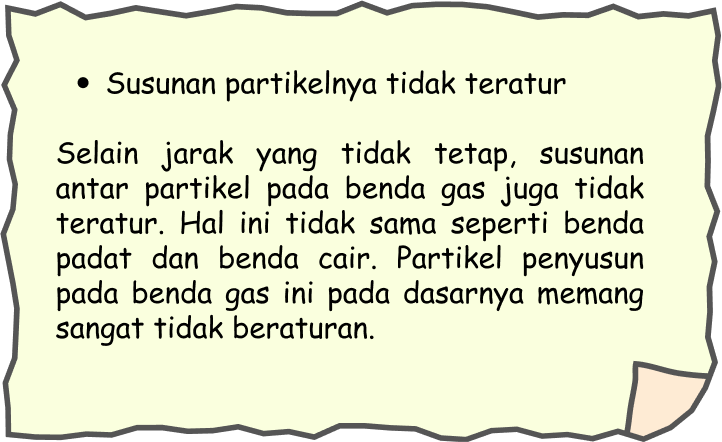 • Susunan partikelnya tidak teratur
Selain jarak yang tidak tetap, susunan
antar partikel pada benda gas juga tidak
teratur. Hal ini tidak sama seperti benda
padat dan benda cair. Partikel penyusun
pada benda gas ini pada dasarnya memang
sangat tidak beraturan.